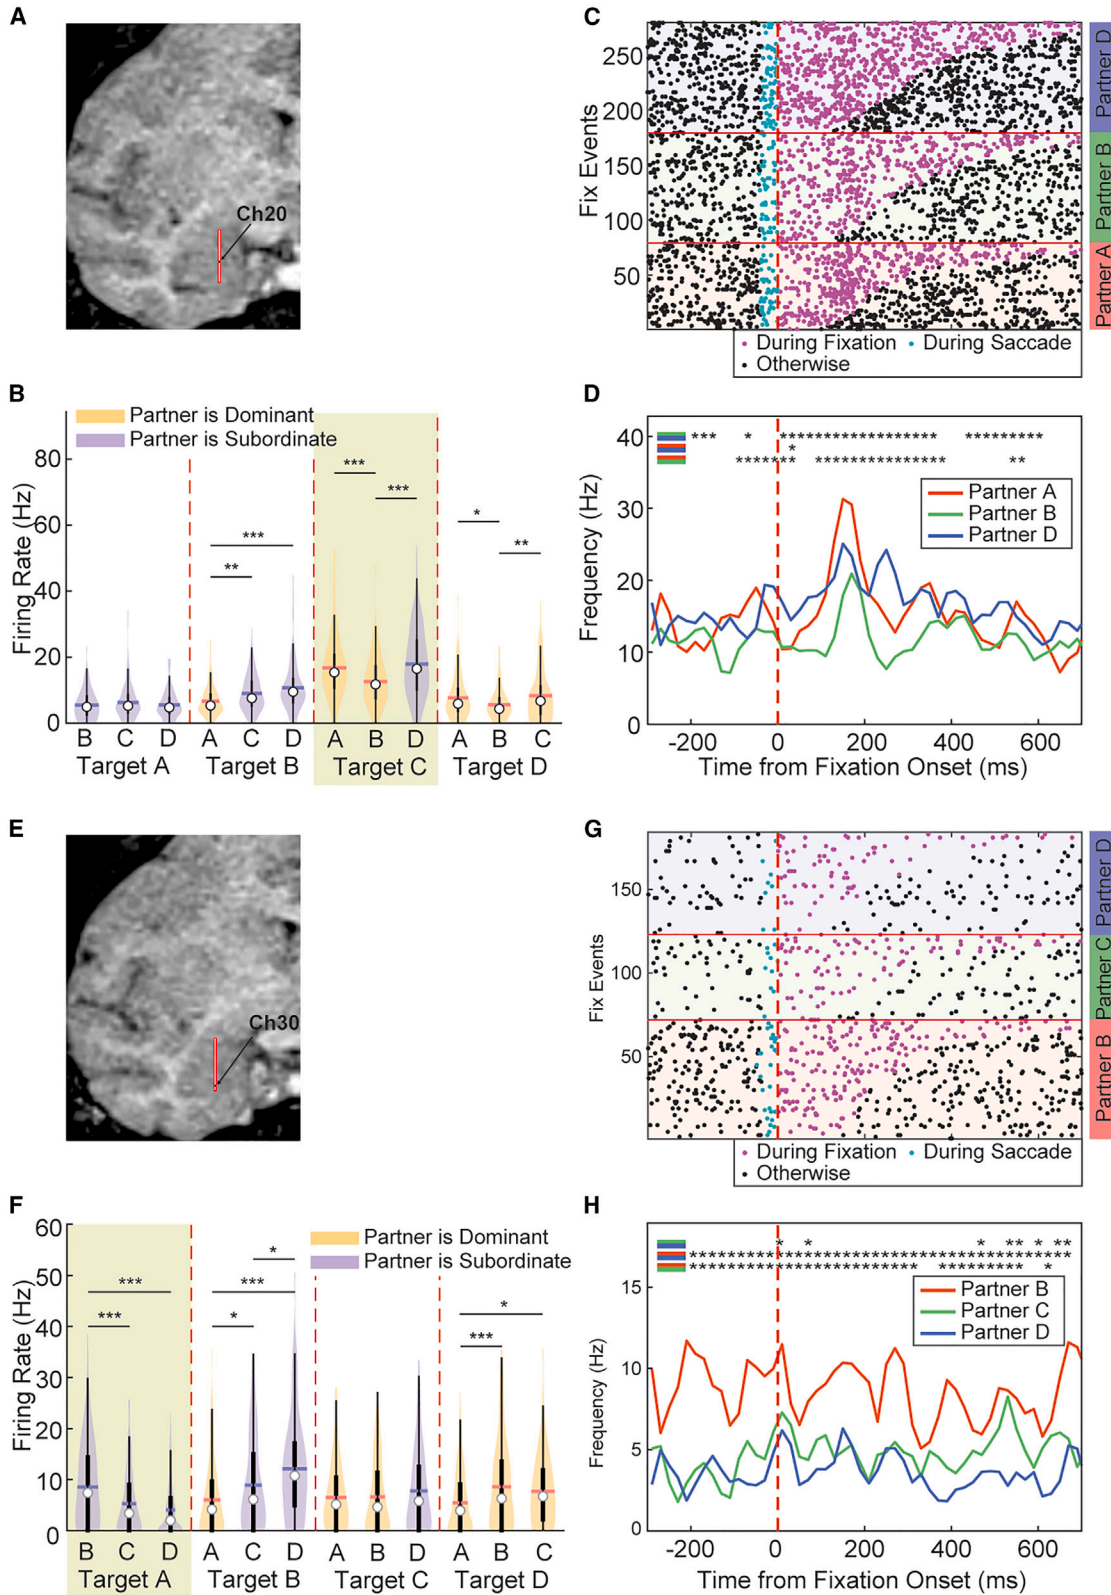 A
Ch20
C
Fix Events
250
200
150
100
50
Partner D
Partner B
Partner A
During Fixation
During Saccade
Otherwise
B
Partner is Dominant
Partner is Subordinate
Firing Rate (Hz)
80
60
40
20
0
***
**
***
***
***
*
**
B C D A C D A B D A B C
Target A Target B Target C Target D
D
Frequency (Hz)
40
30
20
10
0
*** * ****************** *********
*
******* *************** **
Partner A
Partner B
Partner D
-200 0 200 400 600
Time from Fixation Onset (ms)
E
Ch30
G
Fix Events
150
100
50
Partner D
Partner C
Partner B
During Fixation
During Saccade
Otherwise
F
Partner is Dominant
Partner is Subordinate
Firing Rate (Hz)
60
50
40
30
20
10
0
***
***
*
***
*
*
***
B C D A C D A B D A B C
Target A Target B Target C Target D
H
Frequency (Hz)
15
10
5
0
Partner B
Partner C
Partner D
-200 0 200 400 600
Time from Fixation Onset (ms)